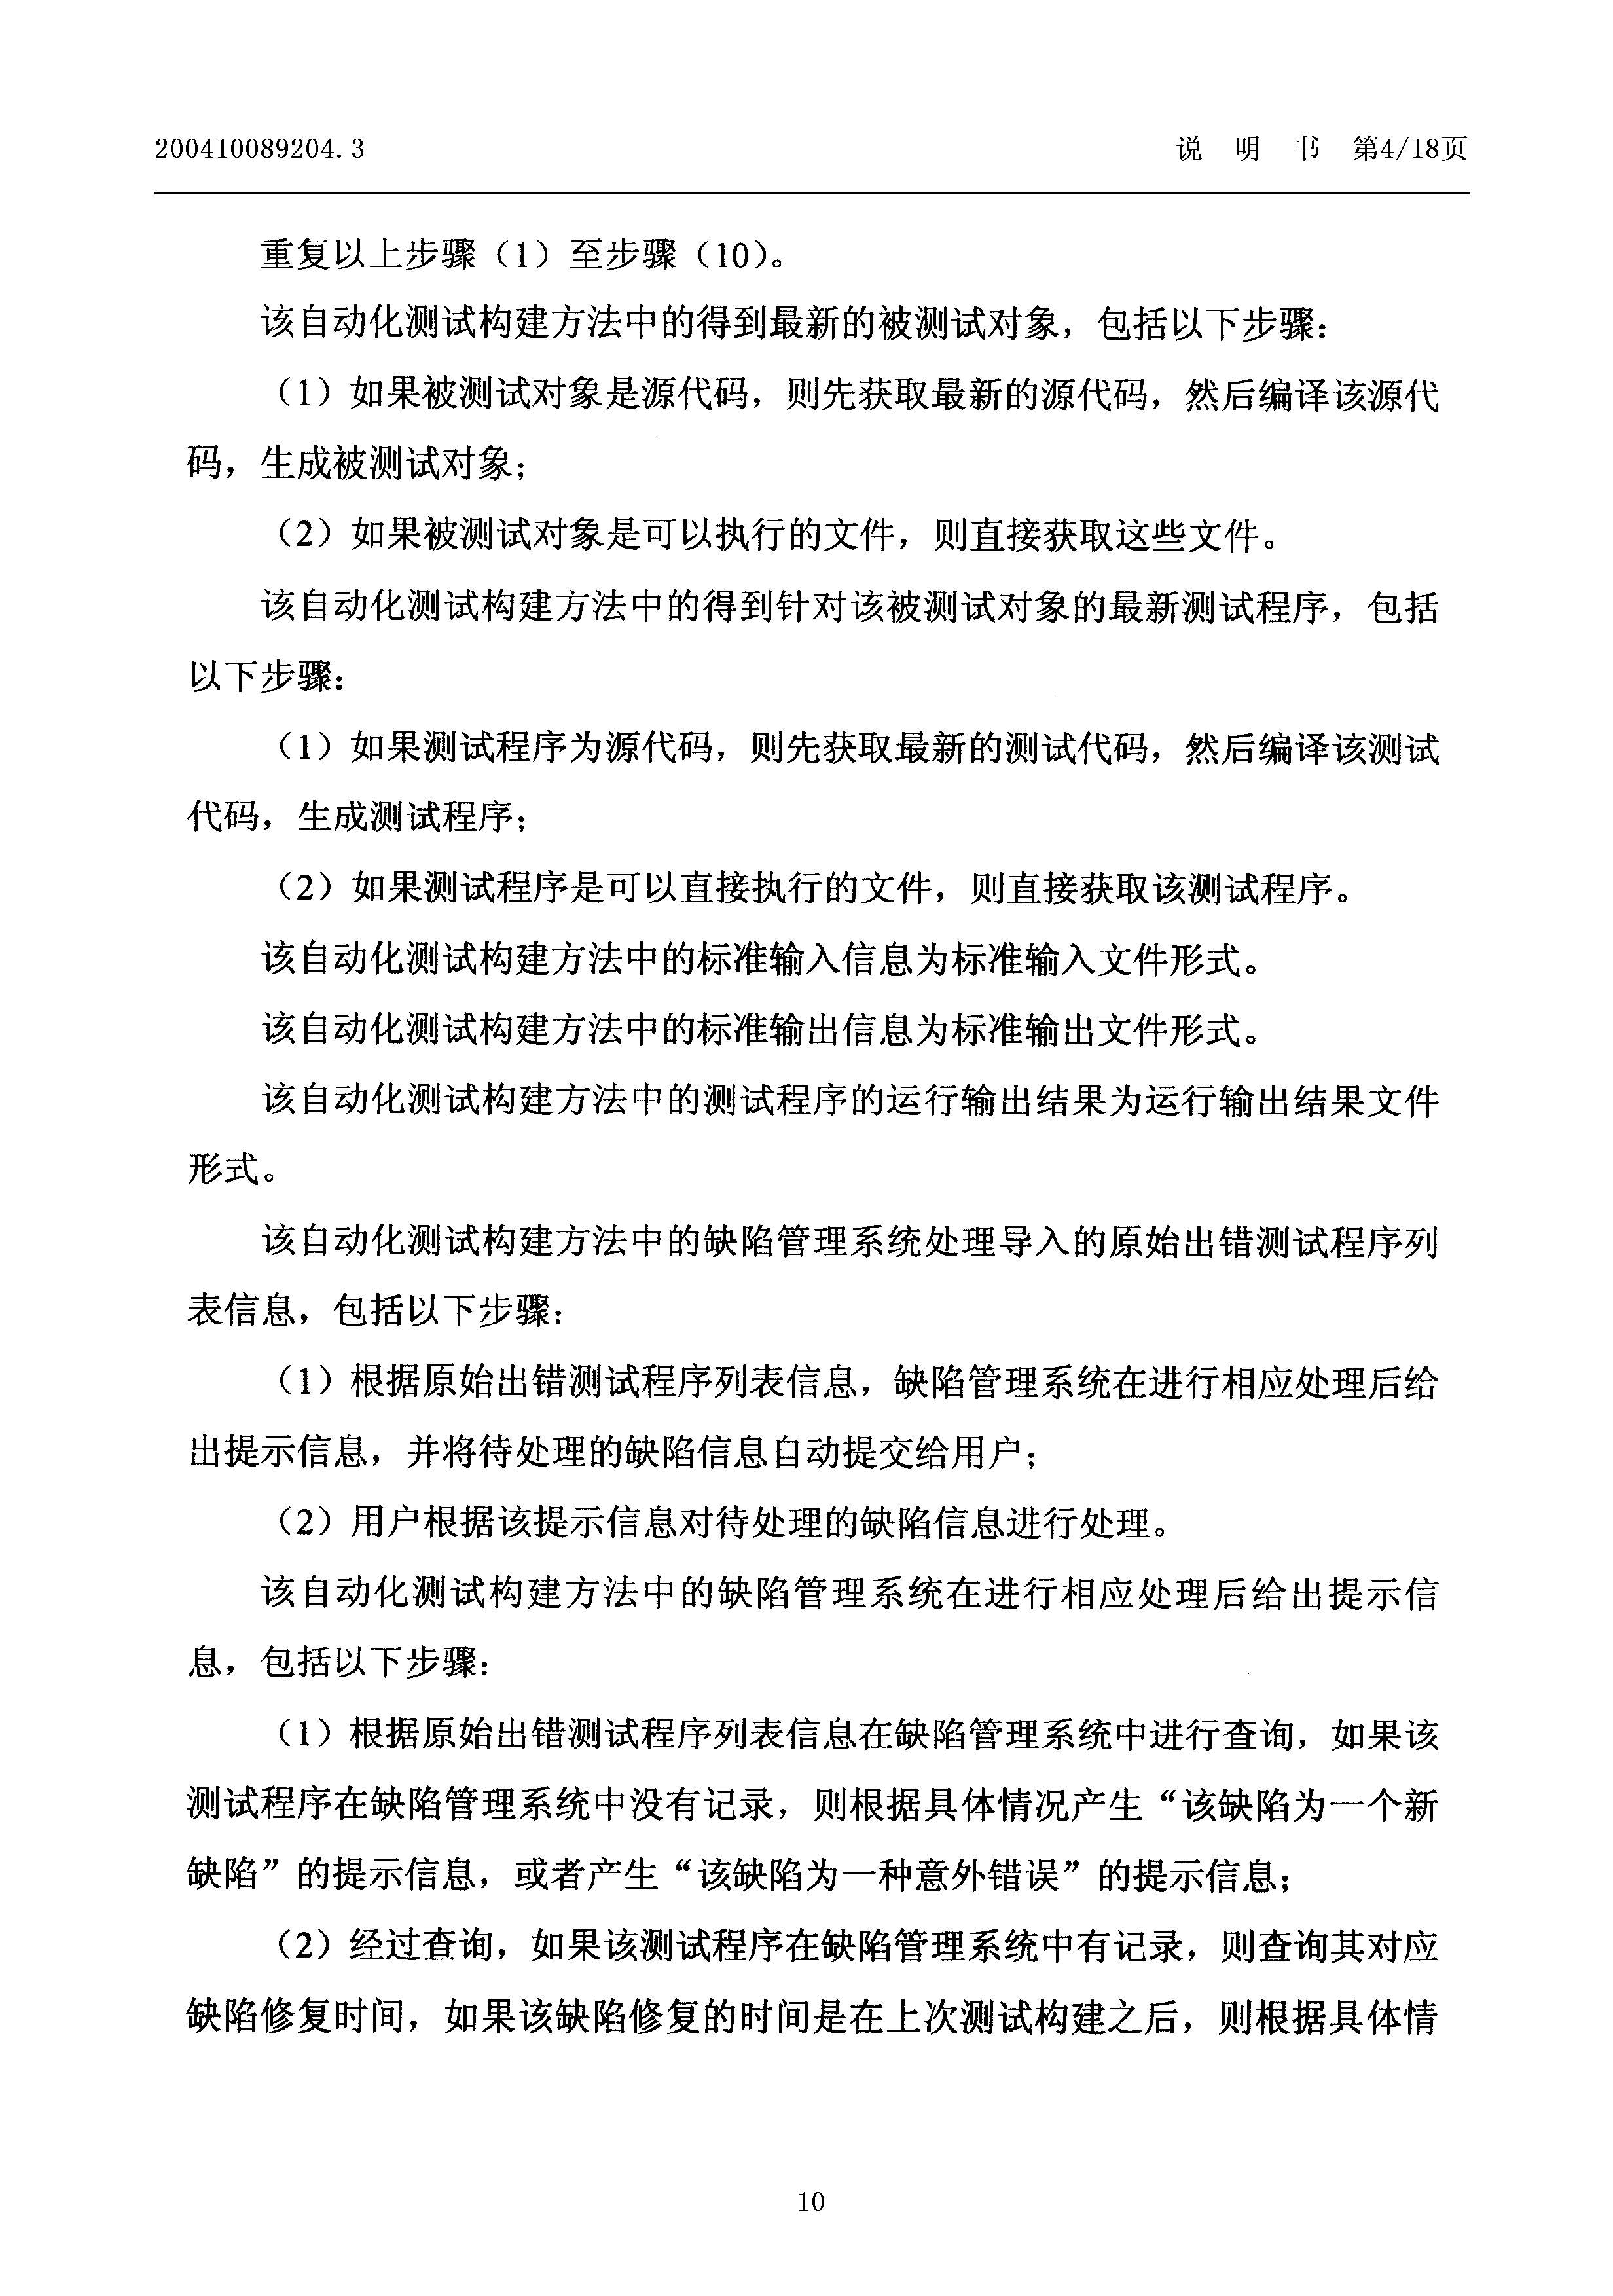 200410089204.3 说 明 书 第4/18页
重复以上步骤（1）至步骤（10）。
该自动化测试构建方法中的得到最新的被测试对象，包括以下步骤：
（1）如果被测试对象是源代码，则先获取最新的源代码，然后编译该源代
码，生成被测试对象；
（2）如果被测试对象是可以执行的文件，则直接获取这些文件。
该自动化测试构建方法中的得到针对该被测试对象的最新测试程序，包括
以下步骤：
（1）如果测试程序为源代码，则先获取最新的测试代码，然后编译该测试
代码，生成测试程序；
（2）如果测试程序是可以直接执行的文件，则直接获取该测试程序。
该自动化测试构建方法中的标准输入信息为标准输入文件形式。
该自动化测试构建方法中的标准输出信息为标准输出文件形式。
该自动化测试构建方法中的测试程序的运行输出结果为运行输出结果文件
形式。
该自动化测试构建方法中的缺陷管理系统处理导入的原始出错测试程序列
表信息，包括以下步骤：
（1）根据原始出错测试程序列表信息，缺陷管理系统在进行相应处理后给
出提示信息，并将待处理的缺陷信息自动提交给用户；
（2）用户根据该提示信息对待处理的缺陷信息进行处理。
该自动化测试构建方法中的缺陷管理系统在进行相应处理后给出提示信
息，包括以下步骤：
（1）根据原始出错测试程序列表信息在缺陷管理系统中进行查询，如果该
测试程序在缺陷管理系统中没有记录，则根据具体情况产生“该缺陷为一个新
缺陷”的提示信息，或者产生“该缺陷为一种意外错误”的提示信息；
（2）经过查询，如果该测试程序在缺陷管理系统中有记录，则查询其对应
缺陷修复时间，如果该缺陷修复的时间是在上次测试构建之后，则根据具体情
10